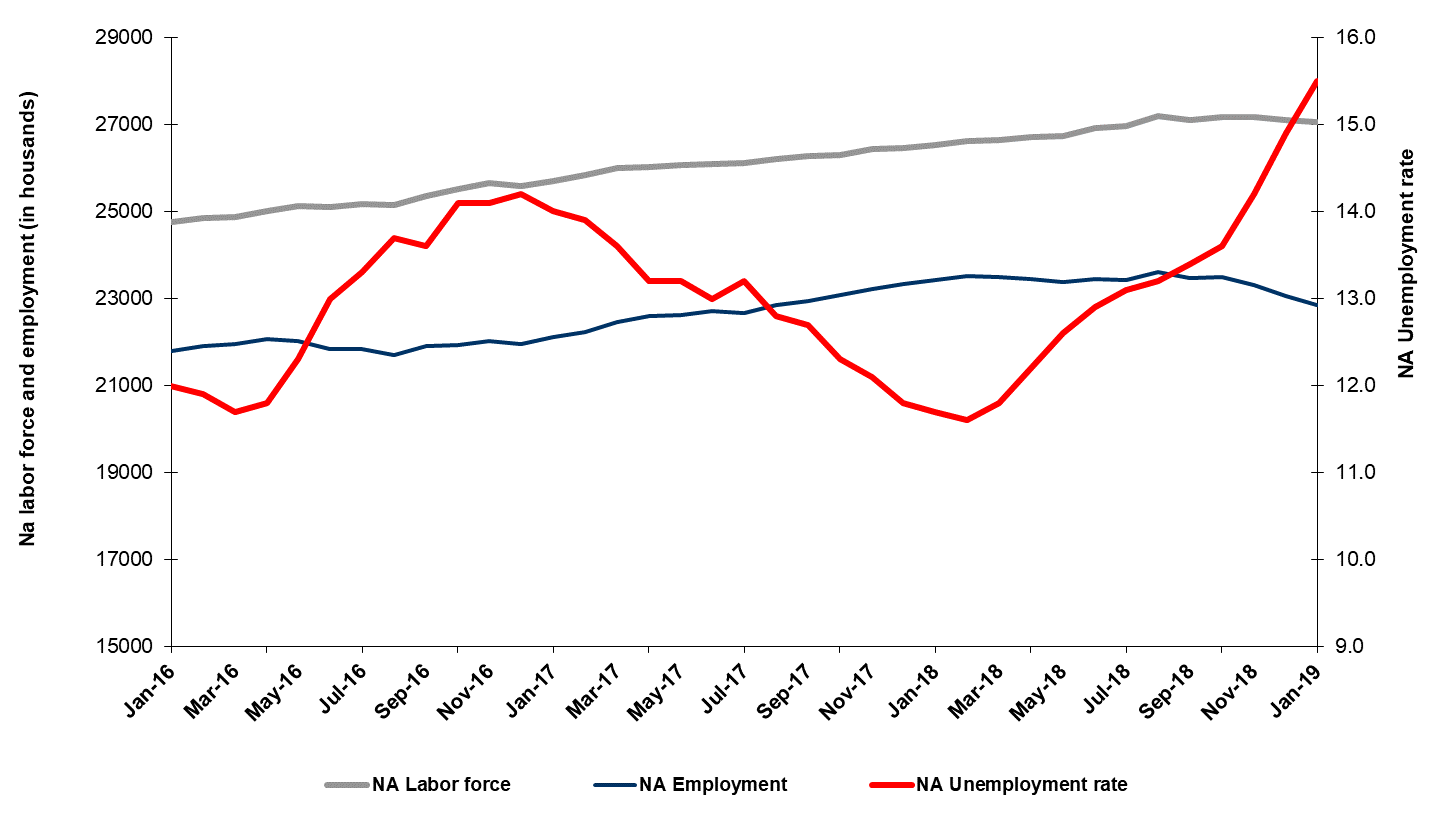 Na labor force and employment (in housands)
29000
27000
25000
23000
21000
19000
17000
15000
16.0
15.0
14.0
13.0
12.0
11.0
10.0
9.0
NA Unemployment rate
Jan-16
Mar-16
May-16
Jul-16
Sep-16
Nov-16
Jan-17
Mar-17
May-17
Jul-17
Sep-17
Nov-17
Jan-18
Mar-18
May-18
Jul-18
Sep-18
Nov-18
Jan-19
NA Labor force
NA Employment
NA Unemployment rate